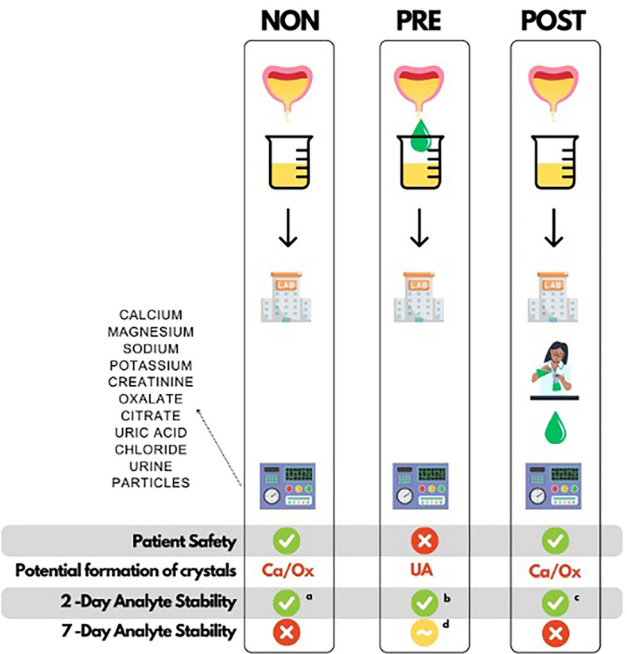 NON PRE POST
LAB LAB LAB
CALCIUM
MAGNESIUM
SODIUM
POTASSIUM
CREATININE
OXALATE
CITRATE
URIC ACID
CHLORIDE
URINE
PARTICLES
Patient Safety
Potential formation of crystals Ca/Ox UA Ca/Ox
2 -Day Analyte Stability a b c
7 -Day Analyte Stability d